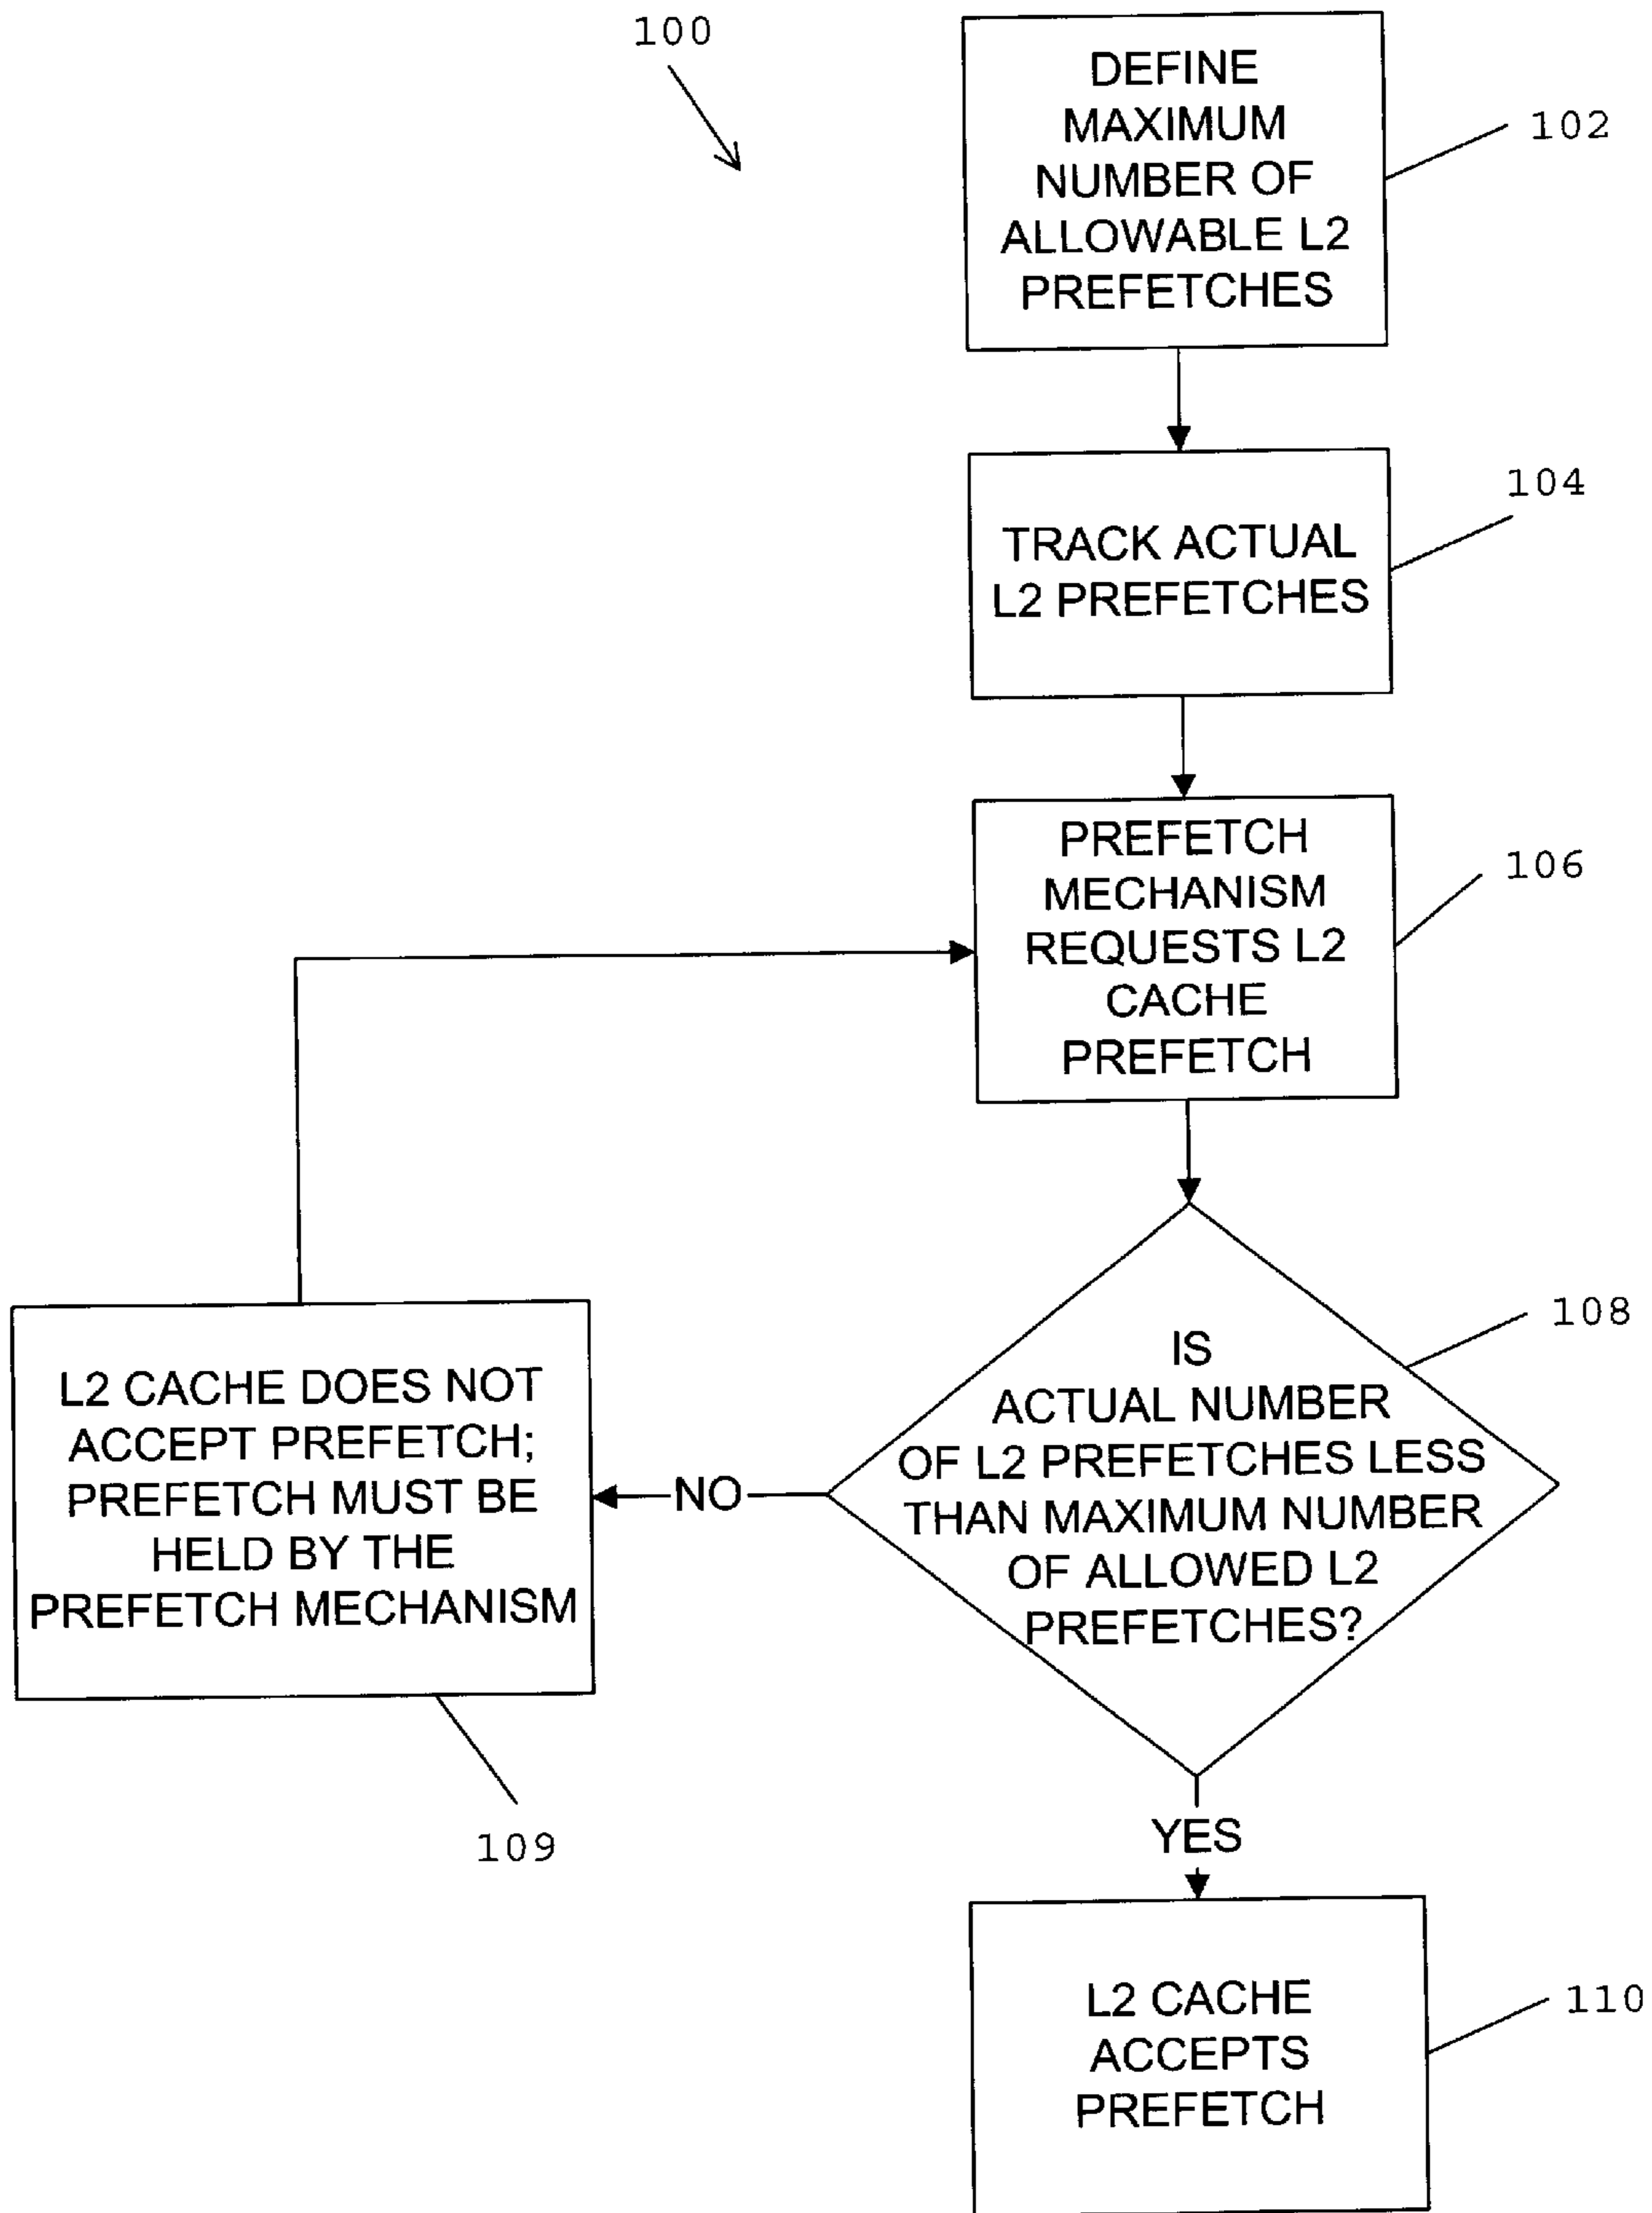 100
DEFINE
MAXIMUM
NUMBER OF
ALLOWABLE L2
PREFETCHES
102
TRACK ACTUAL
L2 PREFETCHES
104
PREFETCH
MECHANISM
REQUESTS L2
CACHE
PREFETCH
106
IS
ACTUAL NUMBER
OF L2 PREFETCHES LESS
THAN MAXIMUM NUMBER
OF ALLOWED L2
PREFETCHES?
108
NO
L2 CACHE DOES NOT
ACCEPT PREFETCH;
PREFETCH MUST BE
HELD BY THE
PREFETCH MECHANISM
109
YES
L2 CACHE
ACCEPTS
PREFETCH
110